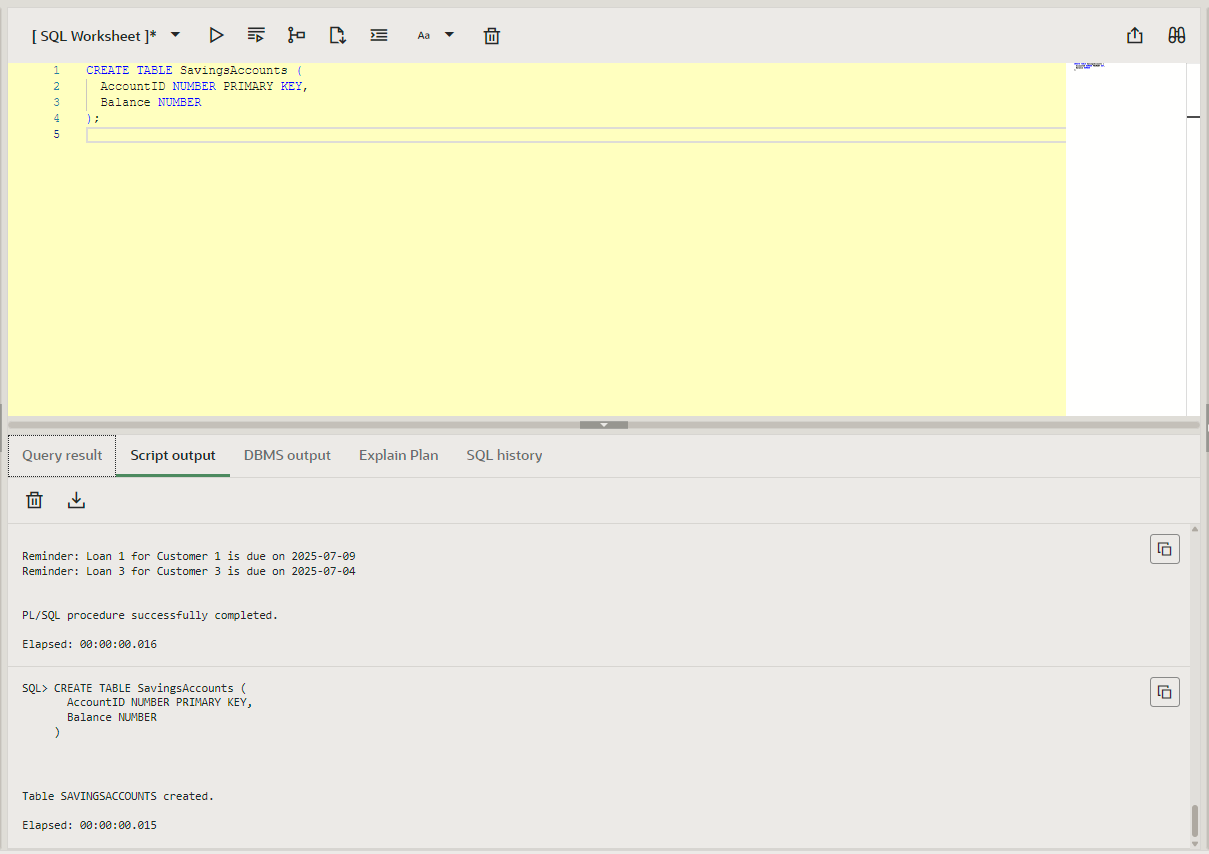 [ SQL Worksheet ]*
Aa
1 CREATE TABLE SavingsAccounts (
2 AccountID NUMBER PRIMARY KEY,
3 Balance NUMBER
4 );
5
Query result Script output DBMS output Explain Plan SQL history
Reminder: Loan 1 for Customer 1 is due on 2025-07-09
Reminder: Loan 3 for Customer 3 is due on 2025-07-04
PL/SQL procedure successfully completed.
Elapsed: 00:00:00.016
SQL> CREATE TABLE SavingsAccounts (
AccountID NUMBER PRIMARY KEY,
Balance NUMBER
)
Table SAVINGSACCOUNTS created.
Elapsed: 00:00:00.015